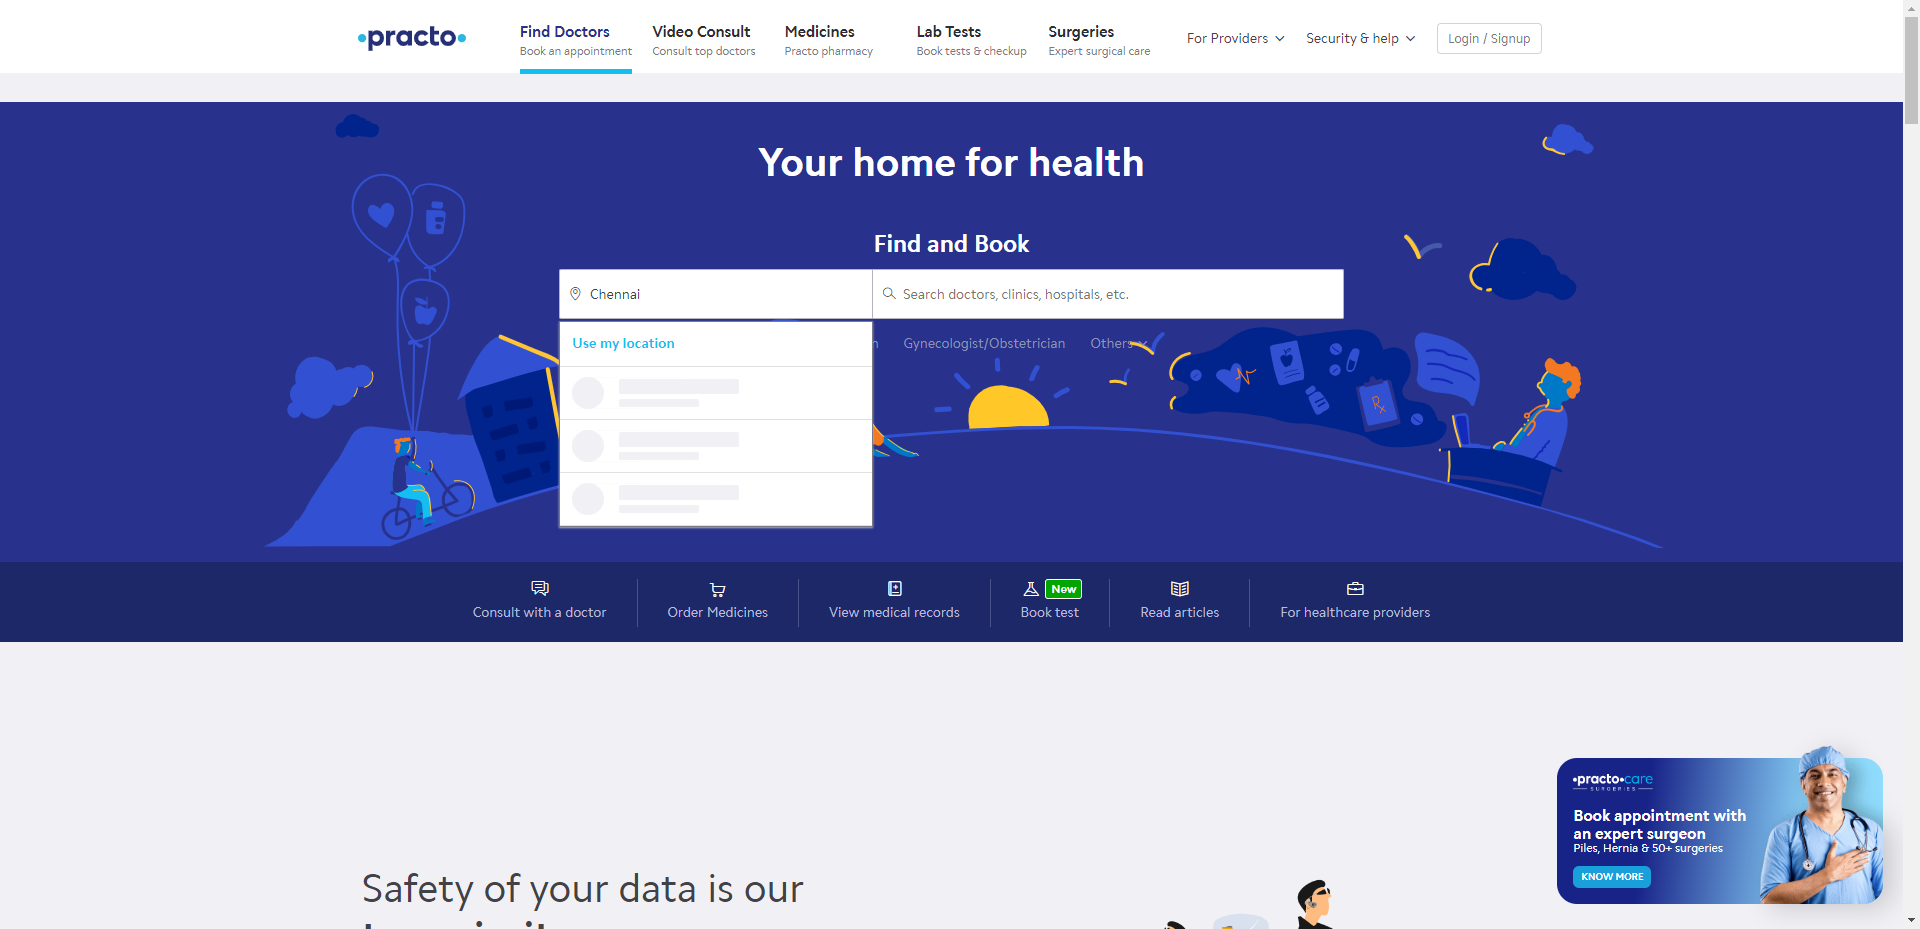 practo
Find Doctors
Book an appointment
Video Consult
Consult top doctors
Medicines
Practo pharmacy
Lab Tests
Book tests & checkup
Surgeries
Expert surgical care
For Providers
Security & help
Login / Signup
Your home for health
Find and Book
Chennai
Search doctors, clinics, hospitals, etc.
Use my location
Gynecologist/Obstetrician
Others
Rx
Consult with a doctor
Order Medicines
View medical records
New
Book test
Read articles
For healthcare providers
practo care
SURGERIES
Book appointment with
an expert surgeon
Piles, Hernia & 50+ surgeries
KNOW MORE
Safety of your data is our